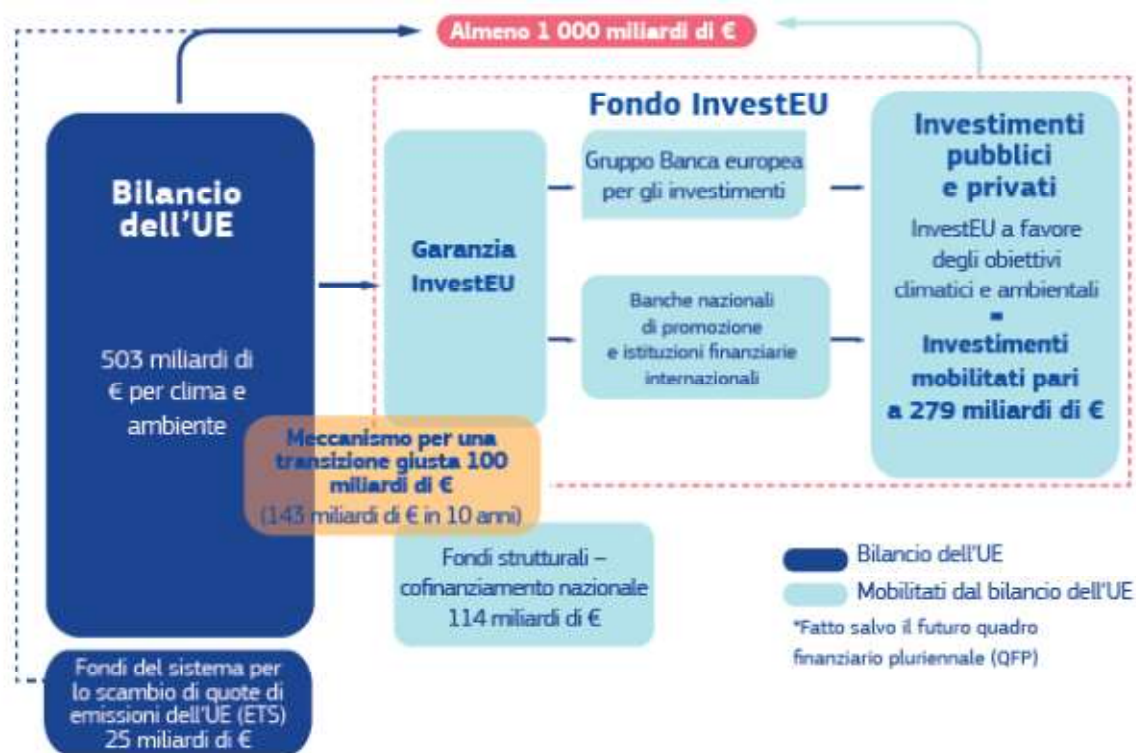 Almeno 1 000 miliardi di €
Bilancio
dell'UE
503 miliardi di
€ per clima e
ambiente
Fondo InvestEU
Garanzia
InvestEU
Gruppo Banca europea
per gli investimenti
Banche nazionali
di promozione
e istituzioni finanziarie
internazionali
Investimenti
pubblici
e privati
InvestEU a favore
degli obiettivi
climatici e ambientali
=
Investimenti
mobilitati pari
a 279 miliardi di €
Meccanismo per una
transizione giusta 100
miliardi di €
(143 miliardi di € in 10 anni)
Fondi strutturali –
cofinanziamento nazionale
114 miliardi di €
Fondi del sistema per
lo scambio di quote di
emissioni dell'UE (ETS)
25 miliardi di €
Bilancio dell'UE
Mobilitati dal bilancio dell'UE
*Fatto salvo il futuro quadro
finanziario pluriennale (QFP)